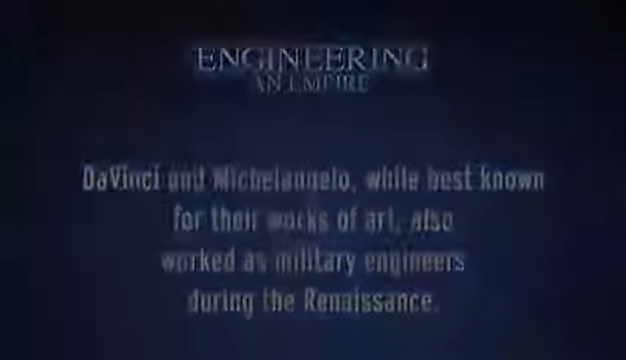 ENGINEERING
AN EMPIRE
DaVinci and Michelangelo, while best known
for their works of art, also
worked as military engineers
during the Renaissance.